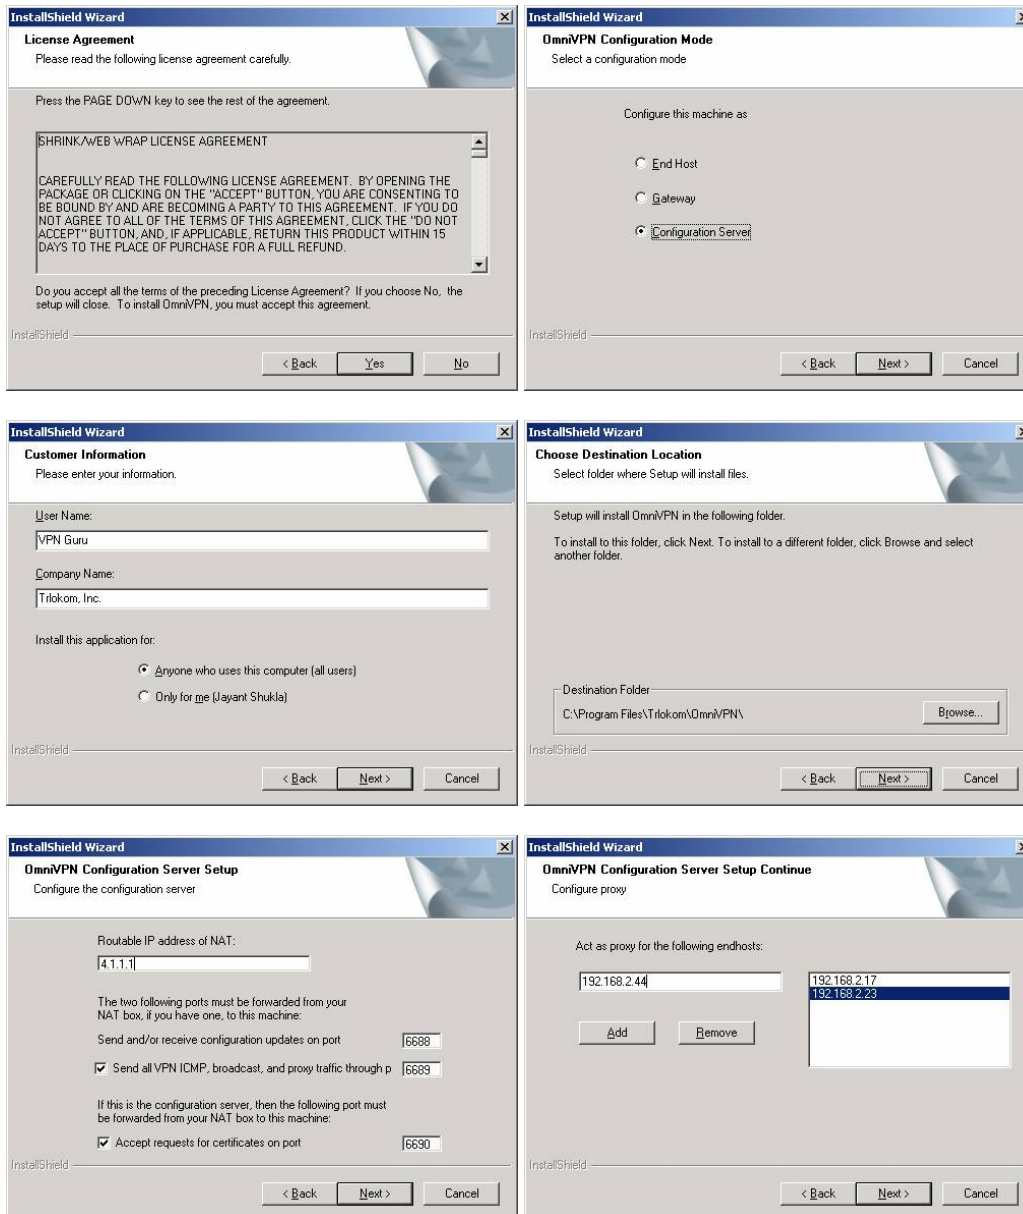 InstallShield Wizard
License Agreement
Please read the following license agreement carefully.
Press the PAGE DOWN key to see the rest of the agreement.
SHRINK/WEB WRAP LICENSE AGREEMENT
CAREFULLY READ THE FOLLOWING LICENSE AGREEMENT. BY OPENING THE
PACKAGE OR CLICKING ON THE "ACCEPT" BUTTON, YOU ARE CONSENTING TO
BE BOUND BY AND ARE BECOMING A PARTY TO THIS AGREEMENT. IF YOU DO
NOT AGREE TO ALL OF THE TERMS OF THIS AGREEMENT, CLICK THE "DO NOT
ACCEPT" BUTTON, AND, IF APPLICABLE, RETURN THIS PRODUCT WITHIN 15
DAYS TO THE PLACE OF PURCHASE FOR A FULL REFUND.
Do you accept all the terms of the preceding License Agreement? If you choose No, the
setup will close. To install OmniVPN, you must accept this agreement.
InstallShield
< Back
Yes
No
InstallShield Wizard
OmniVPN Configuration Mode
Select a configuration mode
Configure this machine as
End Host
Gateway
Configuration Server
InstallShield
< Back
Next >
Cancel
InstallShield Wizard
Customer Information
Please enter your information.
User Name:
VPN Guru
Company Name:
Trlokom, Inc.
Install this application for:
Anyone who uses this computer (all users)
Only for me (Jayant Shukla)
InstallShield
< Back
Next >
Cancel
InstallShield Wizard
Choose Destination Location
Select folder where Setup will install files.
Setup will install OmniVPN in the following folder.
To install to this folder, click Next. To install to a different folder, click Browse and select
another folder.
Destination Folder
C:\Program Files\Trlokom\OmniVPN\
Browse...
InstallShield
< Back
Next >
Cancel
InstallShield Wizard
OmniVPN Configuration Server Setup
Configure the configuration server
Routable IP address of NAT:
4.1.1.1
The two following ports must be forwarded from your
NAT box, if you have one, to this machine:
Send and/or receive configuration updates on port 6688
Send all VPN ICMP, broadcast, and proxy traffic through p 6689
If this is the configuration server, then the following port must
be forwarded from your NAT box to this machine:
Accept requests for certificates on port 6690
InstallShield
< Back
Next >
Cancel
InstallShield Wizard
OmniVPN Configuration Server Setup Continue
Configure proxy
Act as proxy for the following endhosts:
192.168.2.44
192.168.2.17
192.168.2.23
Add
Remove
InstallShield
< Back
Next >
Cancel